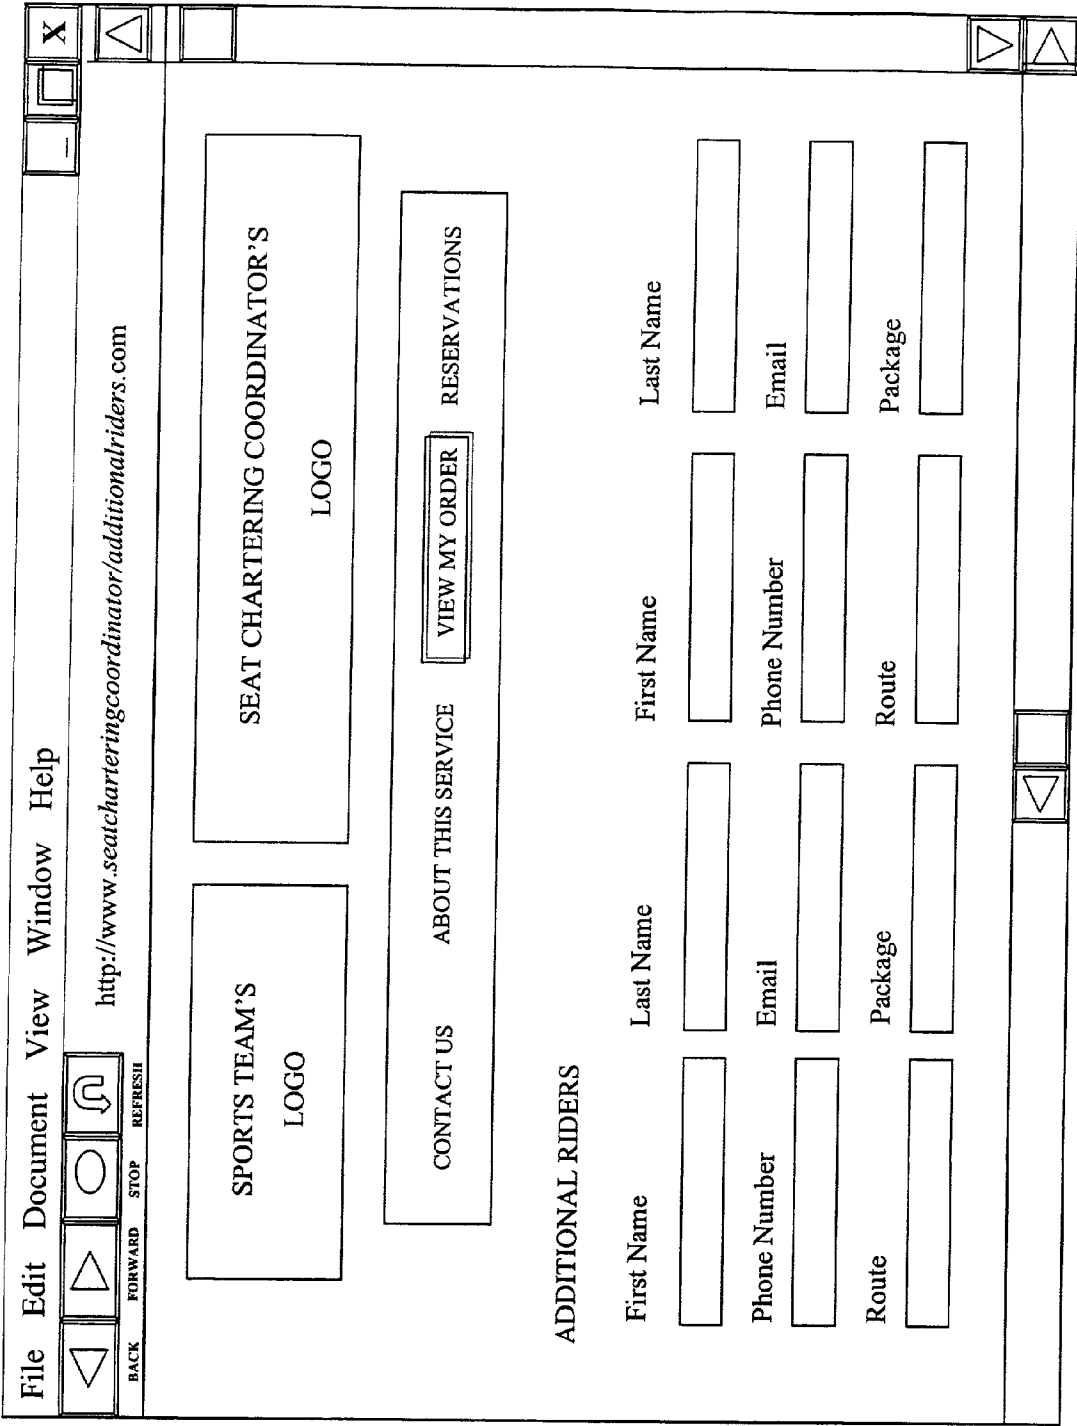 File Edit Document View Window Help
X
http://www.seatcharteringcoordinator/additionalriders.com
BACK FORWARD STOP REFRESH
SPORTS TEAM'S
LOGO
SEAT CHARTERING COORDINATOR'S
LOGO
CONTACT US ABOUT THIS SERVICE VIEW MY ORDER RESERVATIONS
ADDITIONAL RIDERS
First Name Last Name First Name Last Name
Phone Number Email Phone Number Email
Route Package Route Package